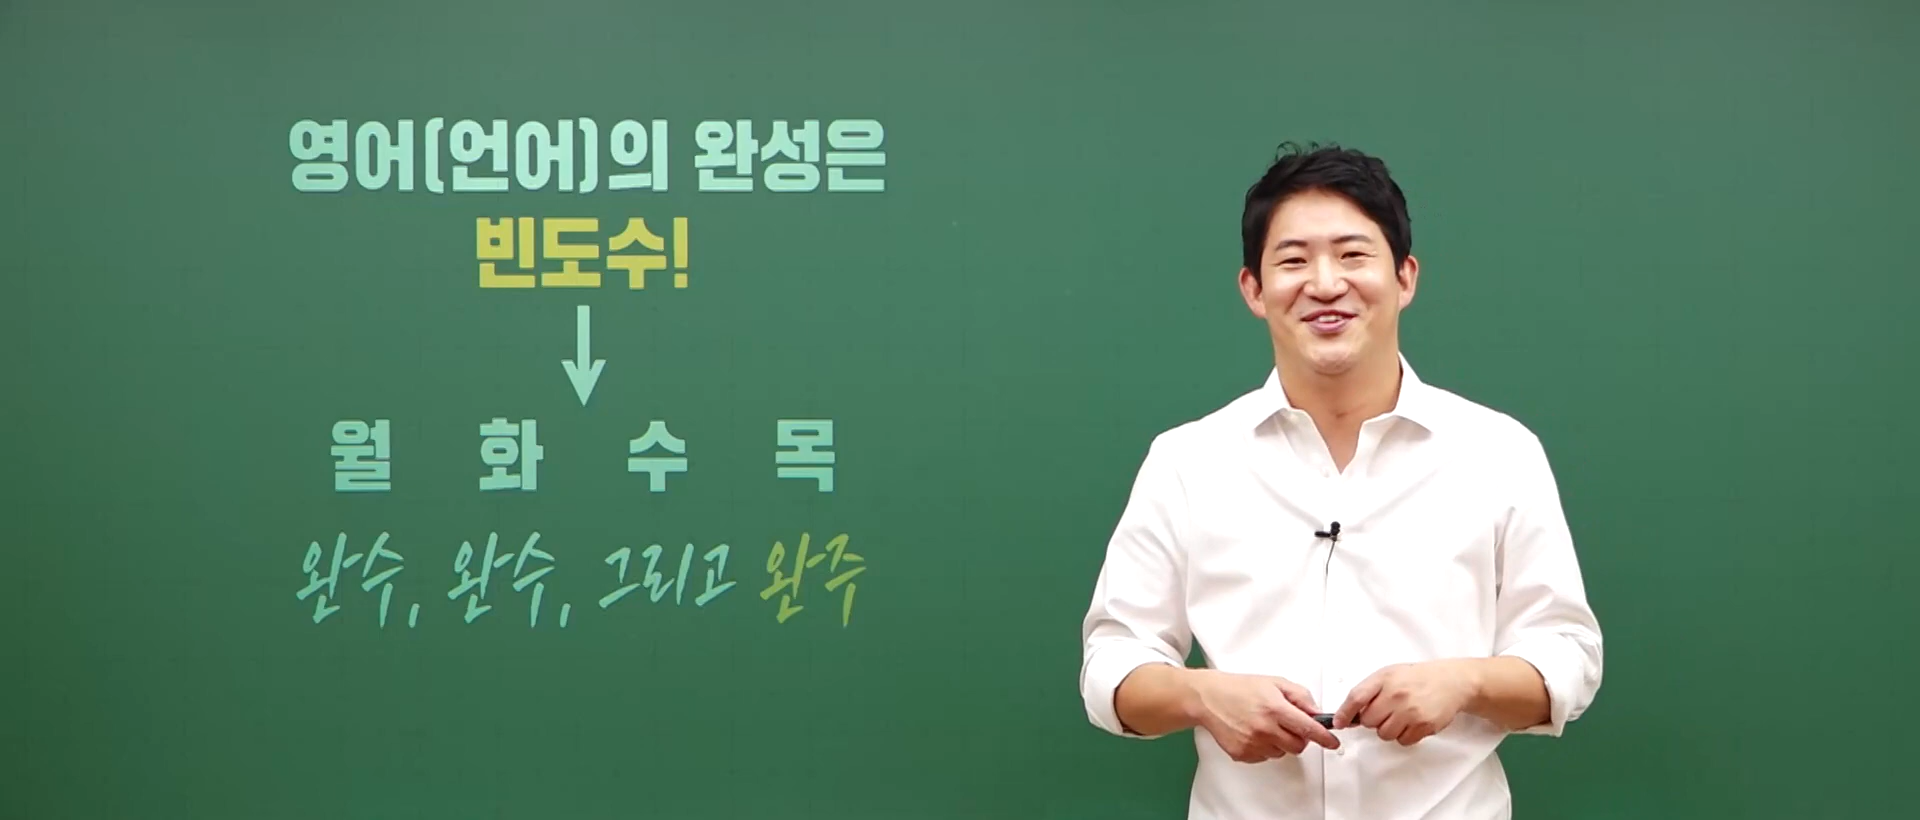 영어(언어)의 완성은
빈도수!
월 화 수 목
완수, 완수, 그리고 완주